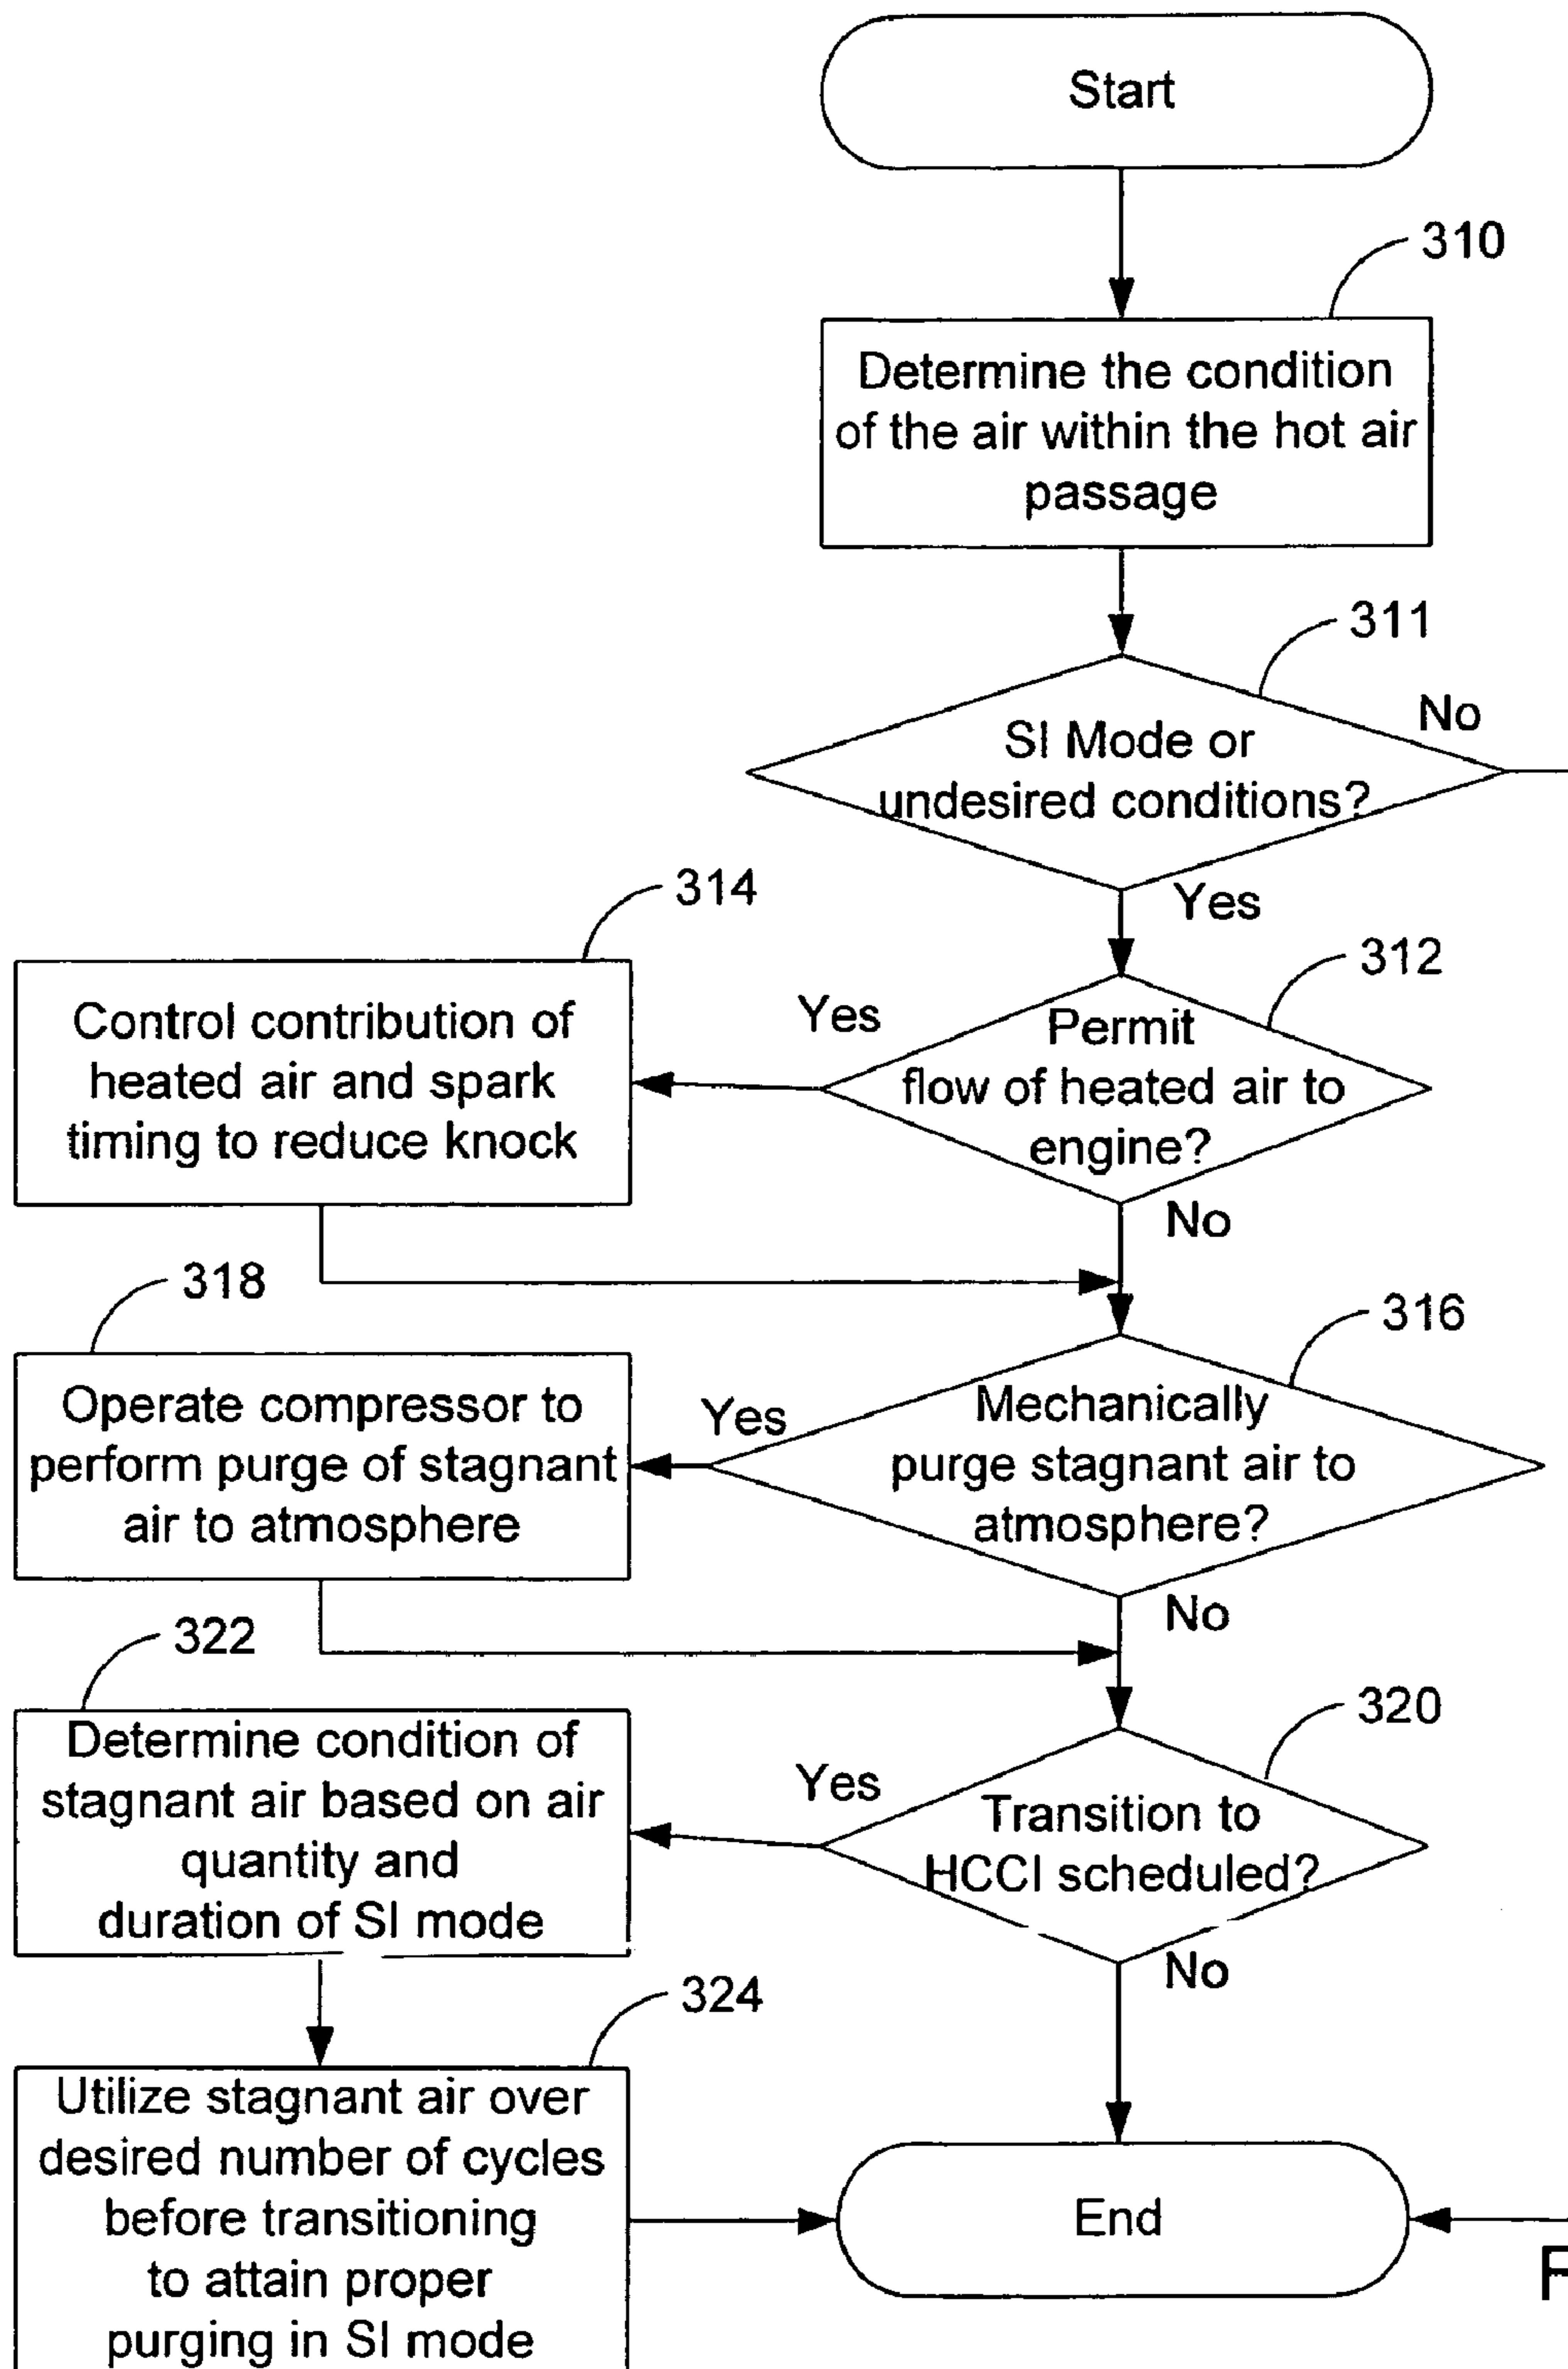 Start
310
Determine the condition
of the air within the hot air
passage
311
SI Mode or
undesired conditions?
No
Yes
314
Control contribution of
heated air and spark
timing to reduce knock
Yes
312
Permit
flow of heated air to
engine?
No
318
Operate compressor to
perform purge of stagnant
air to atmosphere
Yes
316
Mechanically
purge stagnant air to
atmosphere?
No
322
Determine condition of
stagnant air based on air
quantity and
duration of SI mode
Yes
320
Transition to
HCCI scheduled?
No
324
Utilize stagnant air over
desired number of cycles
before transitioning
to attain proper
purging in SI mode
End